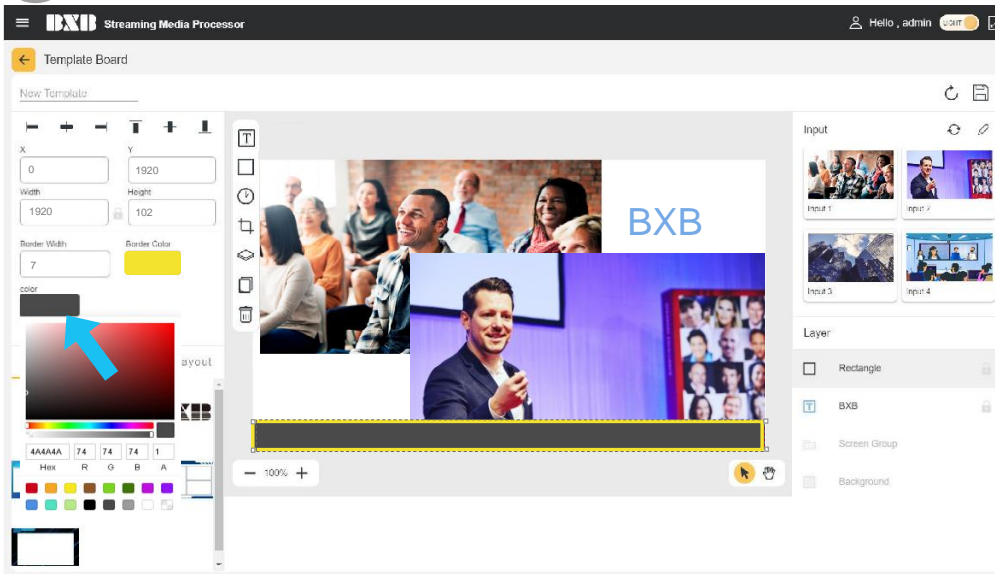 BXB Streaming Media Processor
Hello , admin
LIGHT
Template Board
New Template
X
Y
0
1920
Width
Height
1920
102
Border Width
Border Color
7
color
ayout
4A4A4A
74
74
74
1
Hex
R
G
B
A
T
BXB
100%
Input
Input 1
Input 2
Input 3
Input 4
Layer
Rectangle
T
BXB
Screen Group
Background